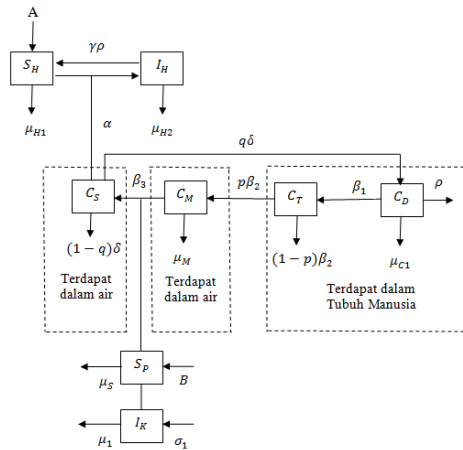 A
γρ
S_H
I_H
μ_H1
α
μ_H2
qδ
β_3
pβ_2
β_1
ρ
C_S
C_M
C_T
C_D
(1 − q)δ
μ_M
(1 − p)β_2
μ_C1
Terdapat
dalam air
Terdapat
dalam air
Terdapat dalam
Tubuh Manusia
S_P
μ_S
B
I_K
μ_1
σ_1